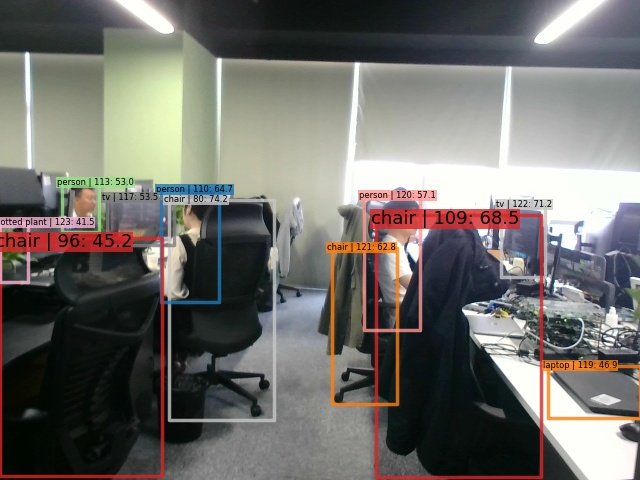 person | 113: 53.0
tv | 117: 53.5
person | 110: 64.7
chair | 80: 74.2
otted plant | 123: 41.5
chair | 96: 45.2
person | 120: 57.1
chair | 109: 68.5
tv | 122: 71.2
chair | 121: 62.8
laptop | 119: 46.9